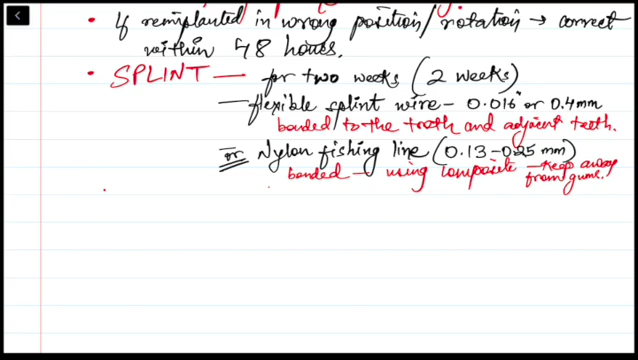 • If reimplanted in wrong position/rotation → correct
within 48 hours.
• SPLINT — for two weeks (2 weeks)
— flexible splint wire - 0.016" or 0.4mm
bonded to the tooth and adjacent teeth.
or Nylon fishing line (0.13-0.25 mm)
bonded - using composite - Keep away
from gums.